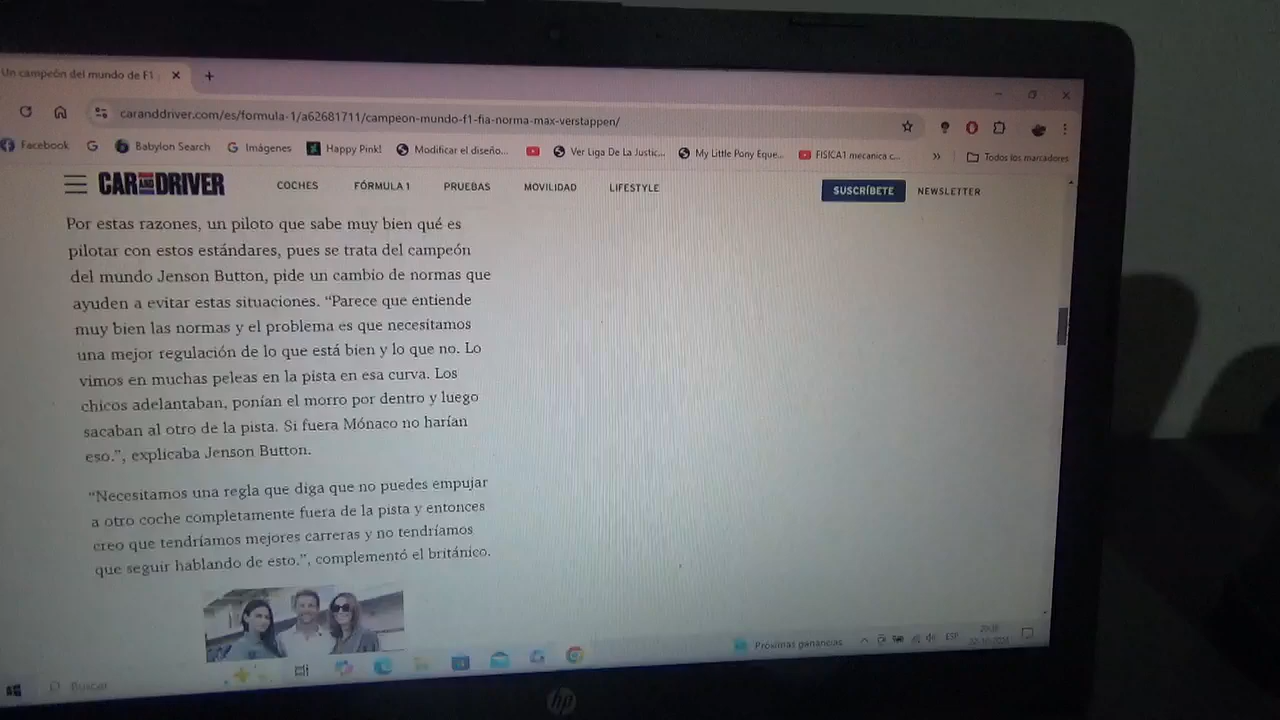 Un campeón del mundo de F1
caranddriver.com/es/formula-1/a62681711/campeon-mundo-f1-fia-norma-max-verstappen/
Facebook Babylon Search Imágenes Happy Pink! Modificar el diseño... Ver Liga De La Justic... My Little Pony Eque... FISICA1 mecanica c... Todos los marcadores
CAR AND DRIVER COCHES FÓRMULA 1 PRUEBAS MOVILIDAD LIFESTYLE SUSCRÍBETE NEWSLETTER
Por estas razones, un piloto que sabe muy bien qué es
pilotar con estos estándares, pues se trata del campeón
del mundo Jenson Button, pide un cambio de normas que
ayuden a evitar estas situaciones. “Parece que entiende
muy bien las normas y el problema es que necesitamos
una mejor regulación de lo que está bien y lo que no. Lo
vimos en muchas peleas en la pista en esa curva. Los
chicos adelantaban, ponían el morro por dentro y luego
sacaban al otro de la pista. Si fuera Mónaco no harían
eso.”, explicaba Jenson Button.
“Necesitamos una regla que diga que no puedes empujar
a otro coche completamente fuera de la pista y entonces
creo que tendríamos mejores carreras y no tendríamos
que seguir hablando de esto.”, complementó el británico.
Buscar Próximas ganancias ESP
hp